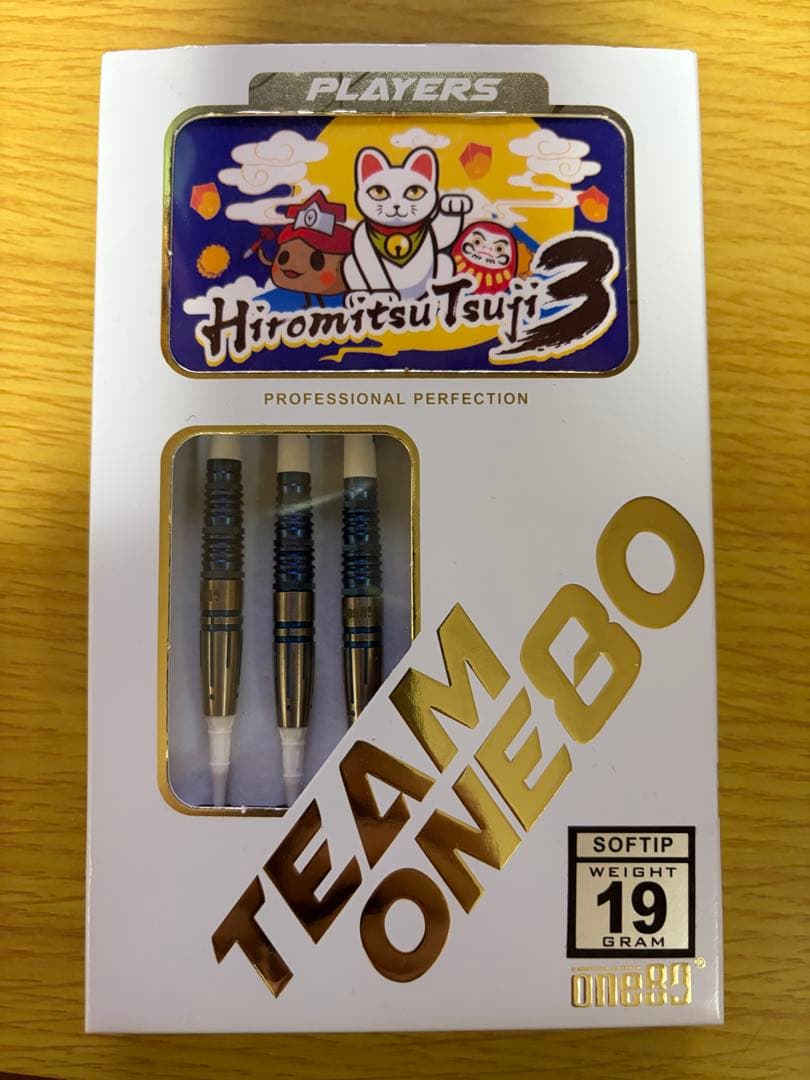 PLAYERS
Hiromitsu Tsuji 3
PROFESSIONAL PERFECTION
TEAM
ONE80
SOFTIP
WEIGHT
19
GRAM
one80®